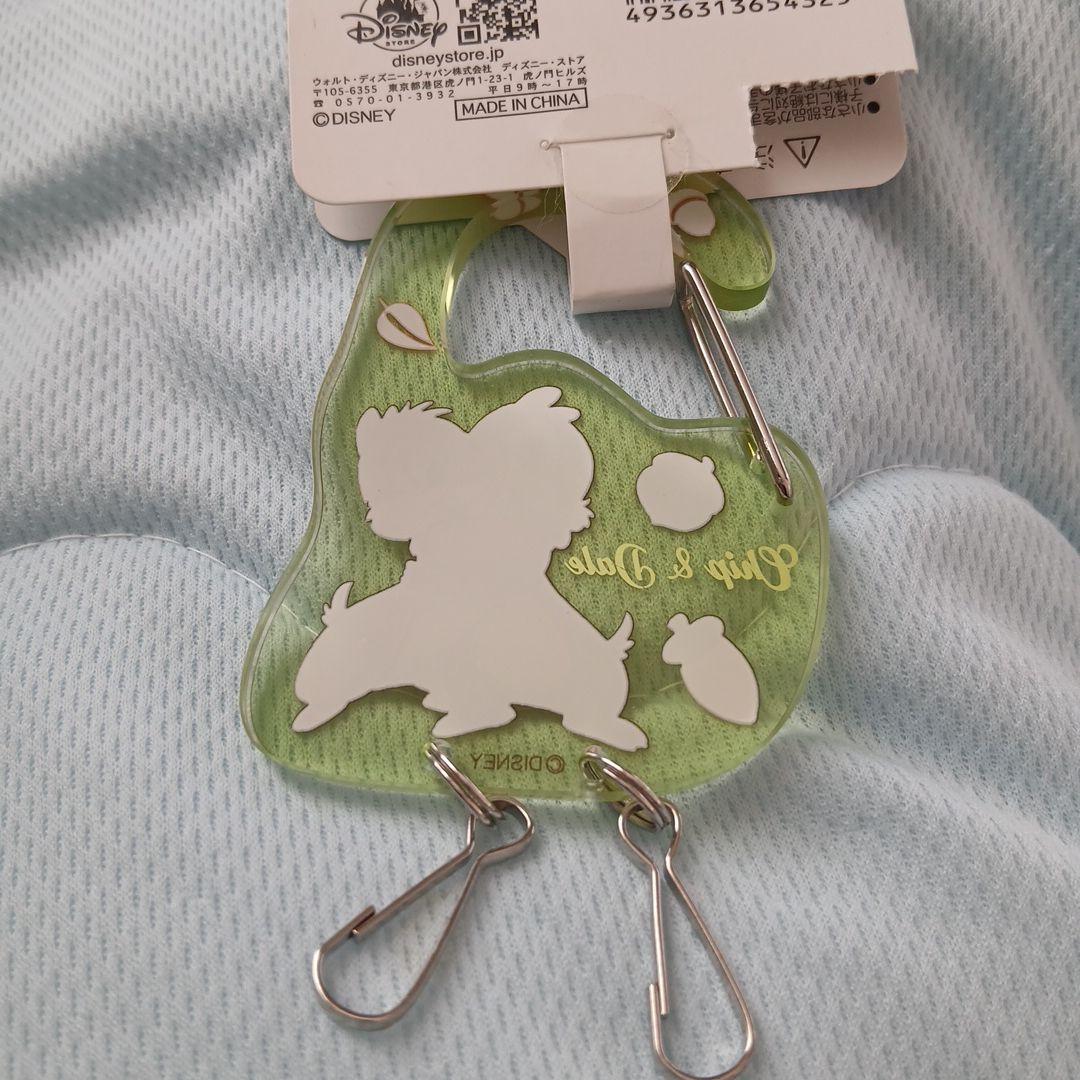 Disney
STORE
4936313654325
disneystore.jp
ウォルト・ディズニー・ジャパン株式会社 ディズニー・ストア
〒105-6355 東京都港区虎ノ門1-23-1 虎ノ門ヒルズ
☎ 0570-01-3932 平日9時～17時
©DISNEY
MADE IN CHINA
Chip & Dale
©DISNEY